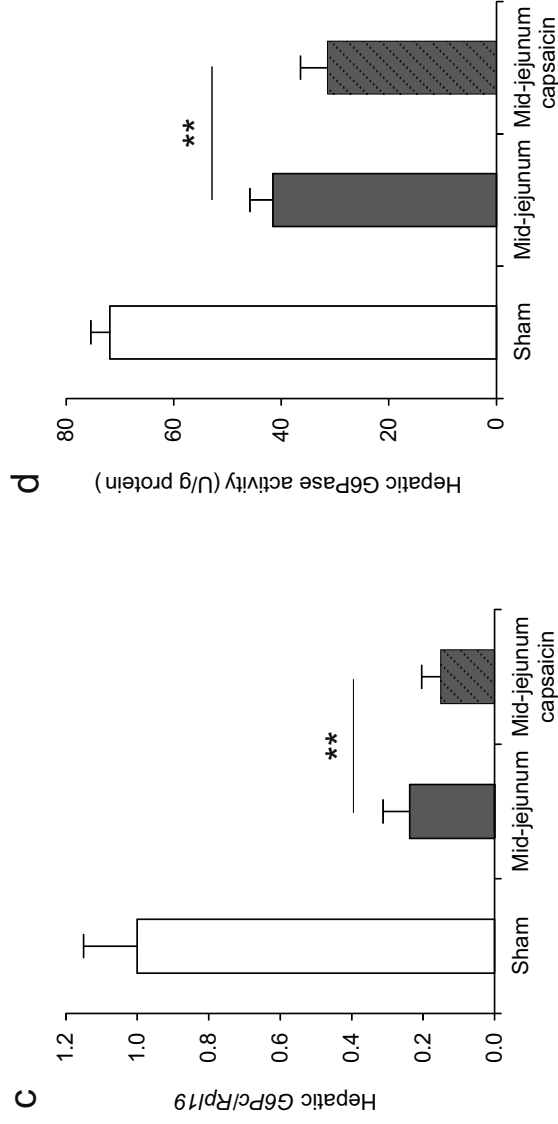 c
Hepatic G6Pc/Rpl19
1.2
1.0
0.8
0.6
0.4
0.2
0.0
**
Sham
Mid-jejunum
Mid-jejunum
capsaicin
d
Hepatic G6Pase activity (U/g protein)
80
60
40
20
0
**
Sham
Mid-jejunum
Mid-jejunum
capsaicin